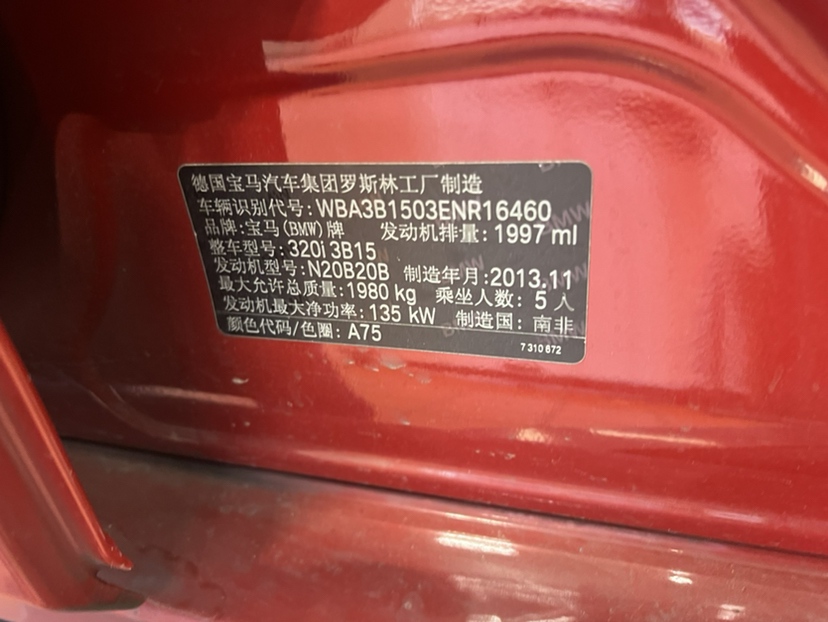 德国宝马汽车集团罗斯林工厂制造
车辆识别代号: WBA3B1503ENR16460
品牌: 宝马(BMW)牌 发动机排量: 1997 ml
整车型号: 320i 3B15
发动机型号: N20B20B 制造年月: 2013.11
最大允许总质量: 1980 kg 乘坐人数: 5 人
发动机最大净功率: 135 kW 制造国: 南非
颜色代码/色圈: A75
7 310 672